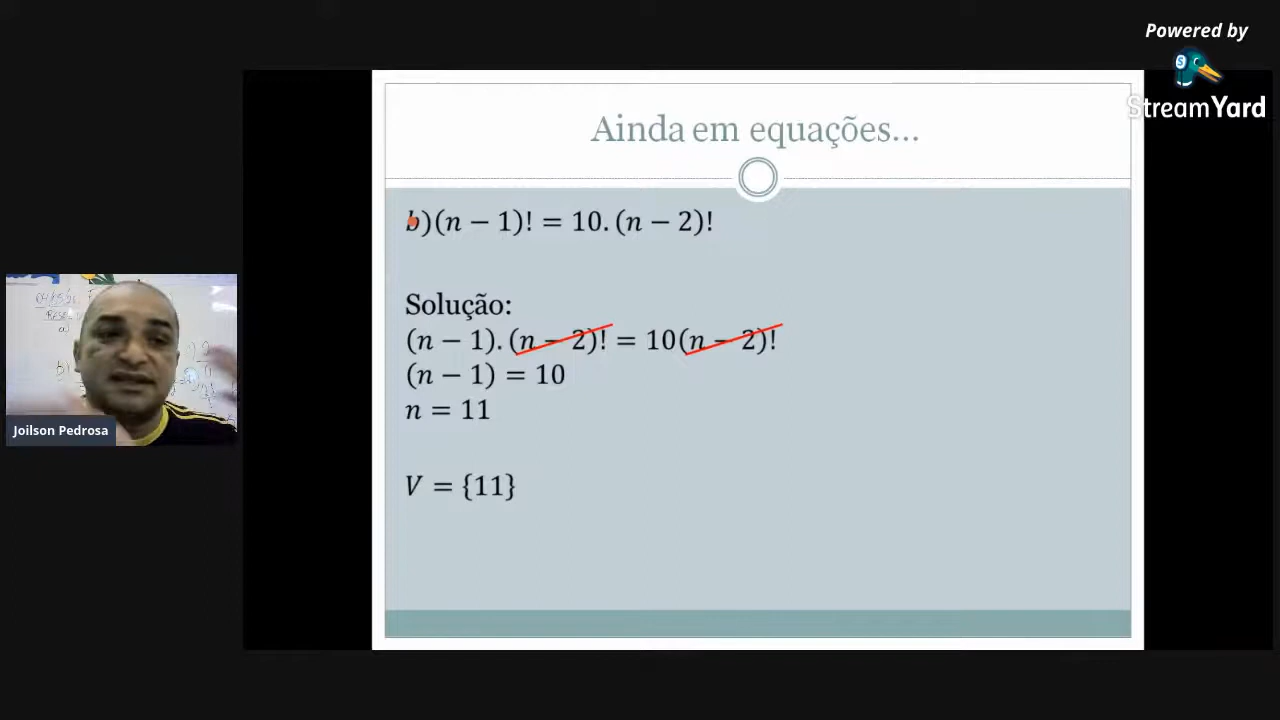 Powered by
StreamYard
Ainda em equações...
b)(n − 1)! = 10.(n − 2)!
Solução:
(n − 1).(n − 2)! = 10(n − 2)!
(n − 1) = 10
n = 11
V = {11}
a)
b)
Joilson Pedrosa